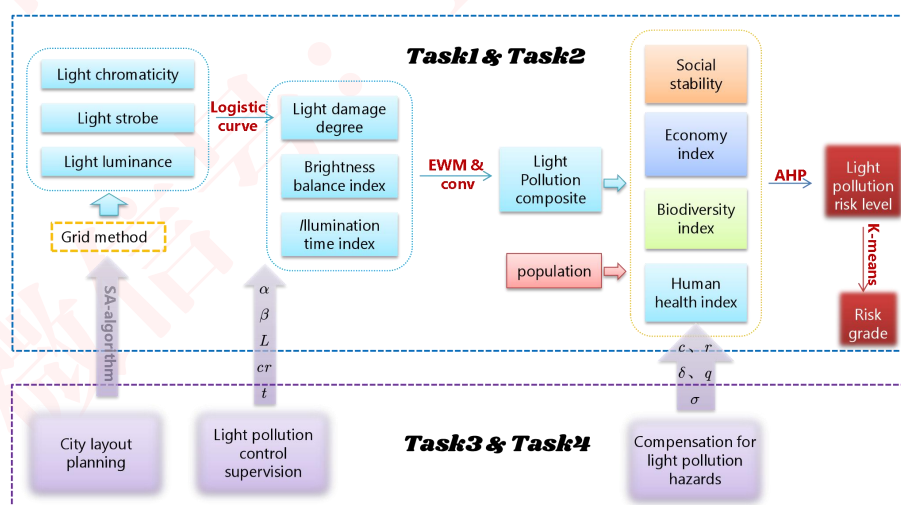 Task1 & Task2
Light chromaticity
Light strobe
Light luminance
Grid method
Logistic
curve
Light damage
degree
Brightness
balance index
Illumination
time index
EWM &
conv
Light
Pollution
composite
population
Social
stability
Economy
index
Biodiversity
index
Human
health index
AHP
Light
pollution
risk level
K-means
Risk
grade
SA-algorithm
α
β
L
cr
t
c、r
δ、q
σ
Task3 & Task4
City layout
planning
Light pollution
control
supervision
Compensation for
light pollution
hazards